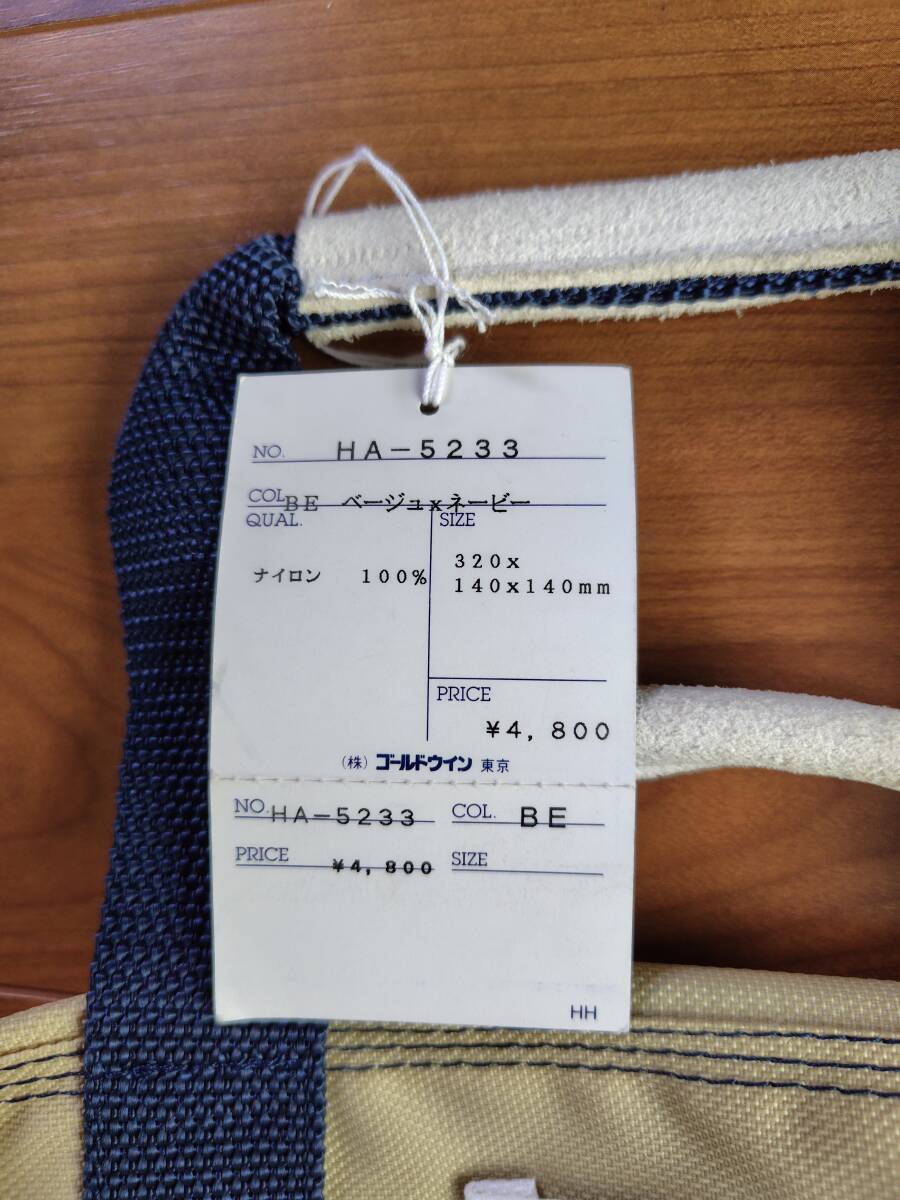 NO. HA-5233
COL. BE ベージュxネービー
QUAL. SIZE
ナイロン 100% 320x
140x140mm
PRICE
¥4,800
(株) ゴールドウイン 東京
NO. HA-5233 COL. BE
PRICE ¥4,800 SIZE
HH